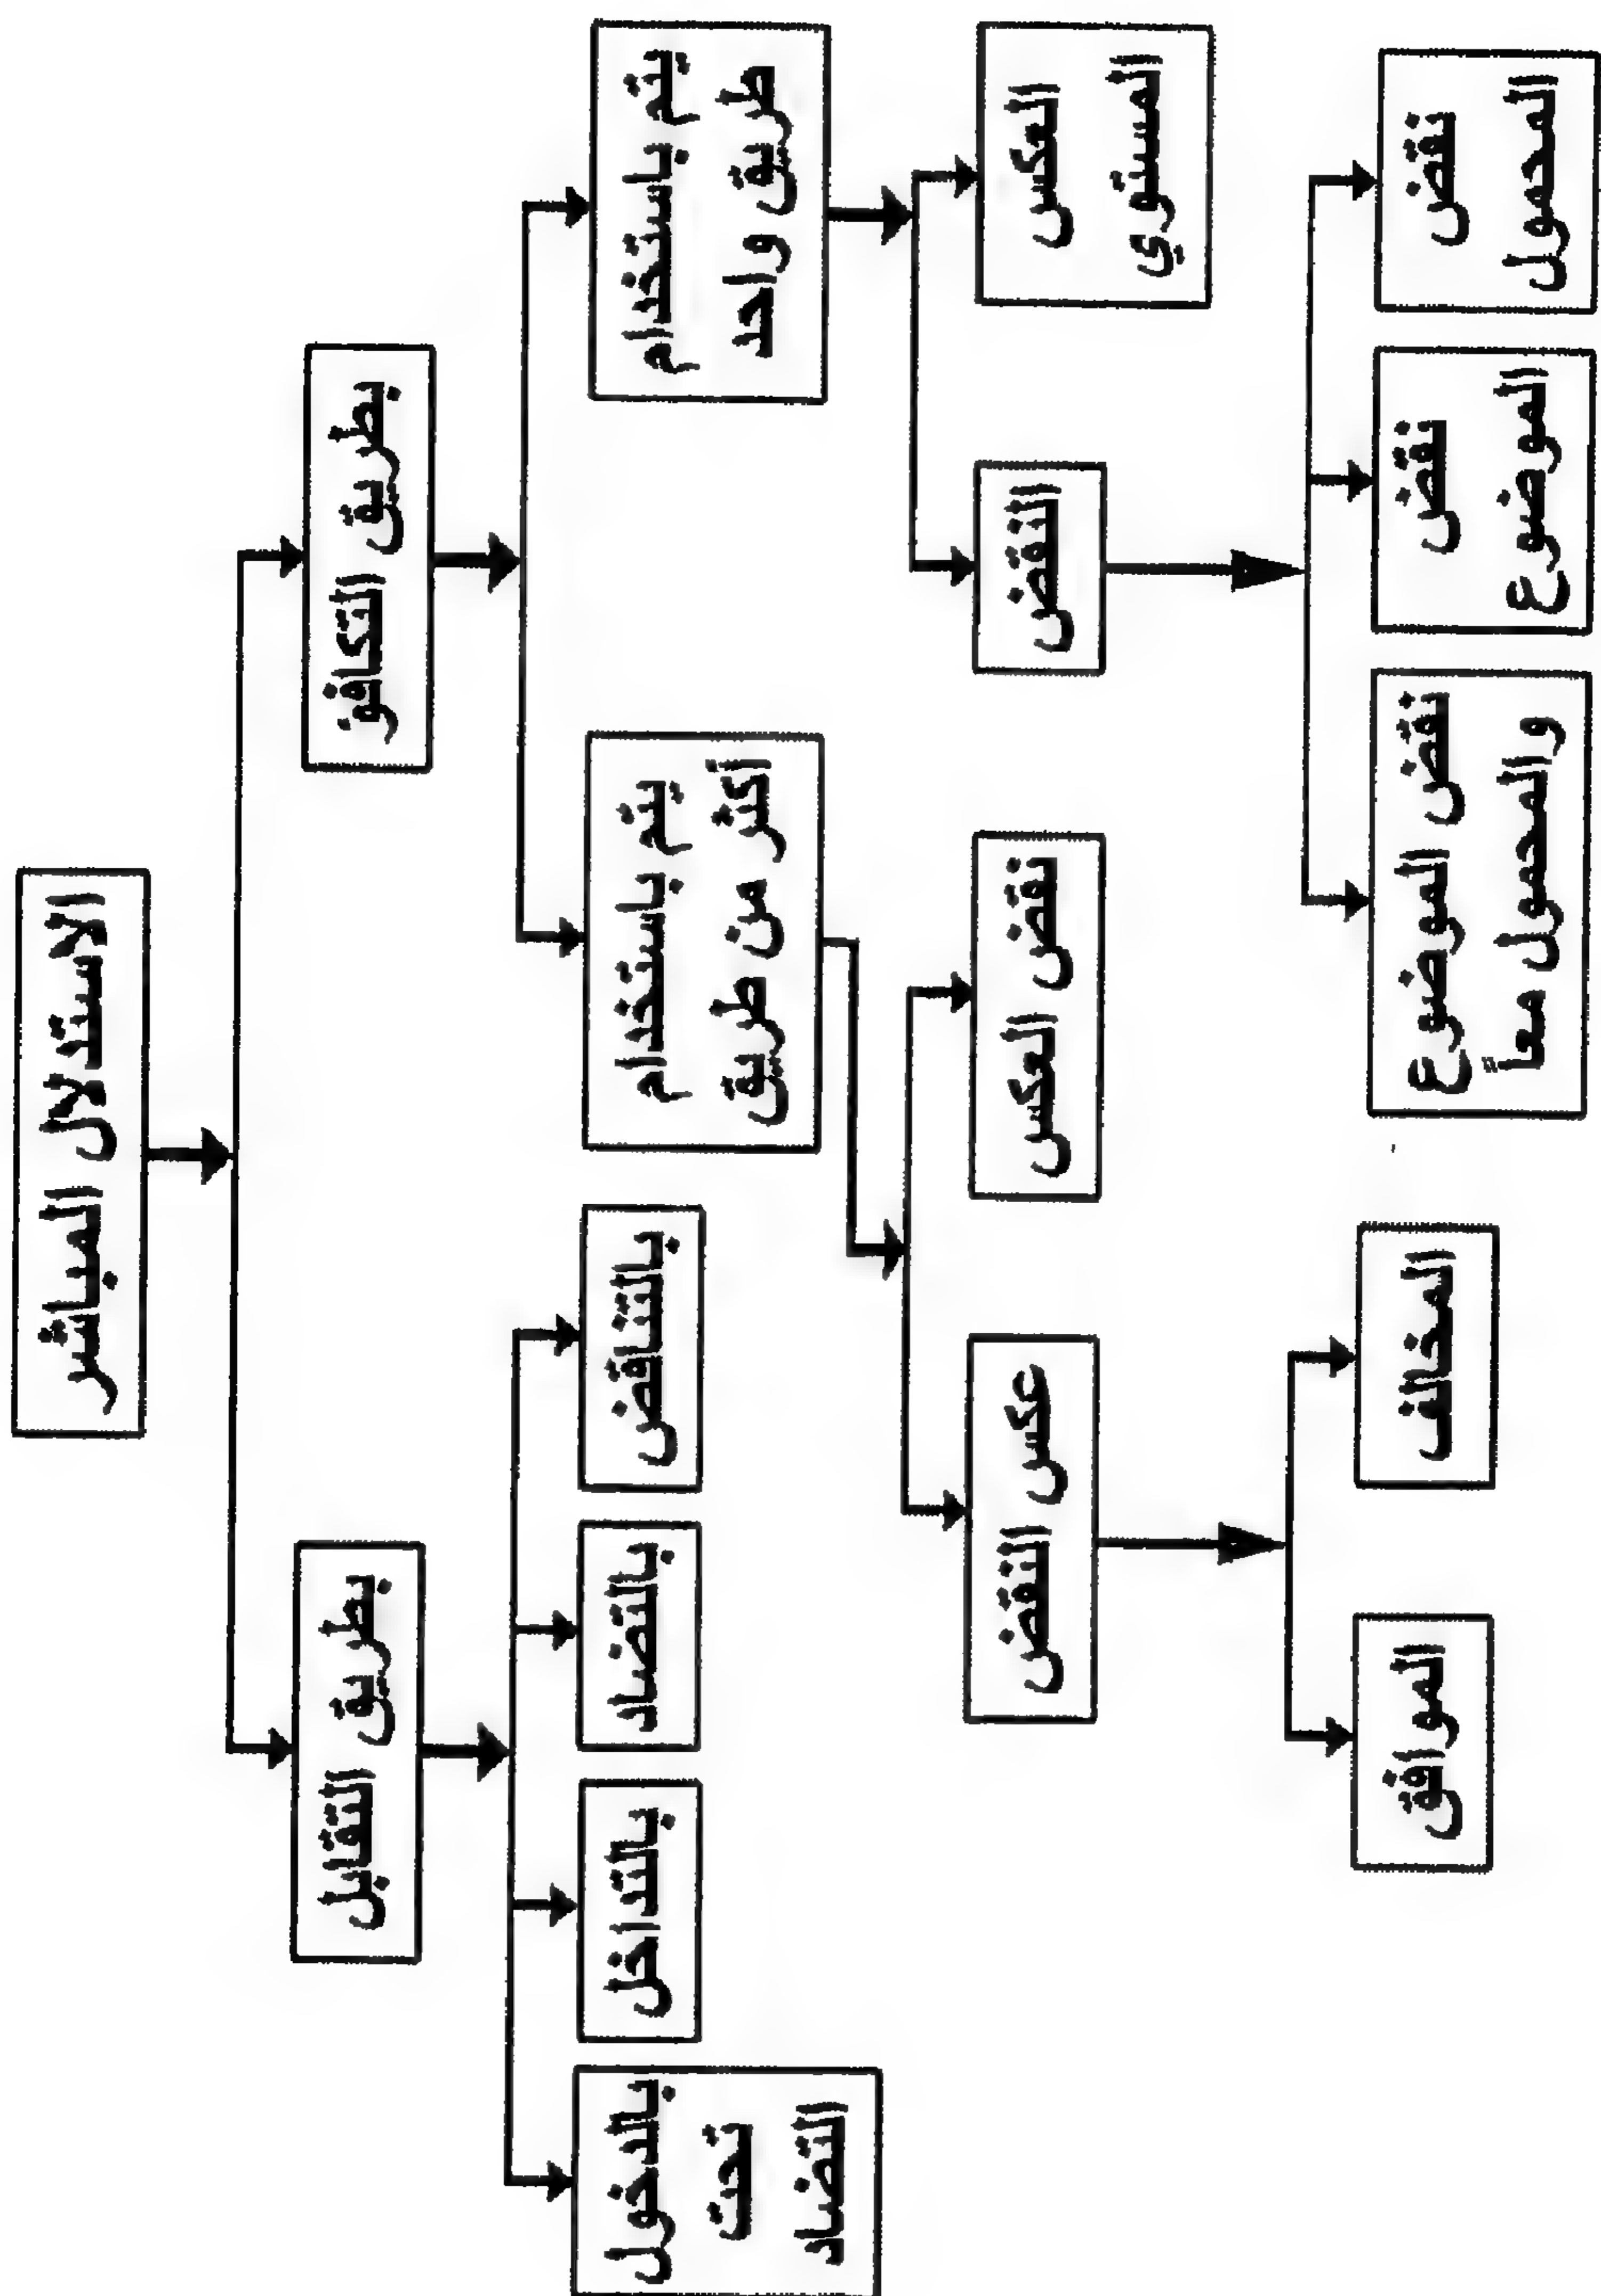 الاستدلال المباشر
بطريق التكافؤ
بطريق التقابل
يتم باستخدام
طريق واحد
يتم باستخدام
أكثر من طريق
بالتناقض
بالتضاد
بالتداخل
بالدخول
تحت
التضاد
العكس
المستوي
النقض
نقض العكس
عكس النقض
نقض
المحمول
نقض
الموضوع
نقض الموضوع
والمحمول معاً
المخالف
الموافق